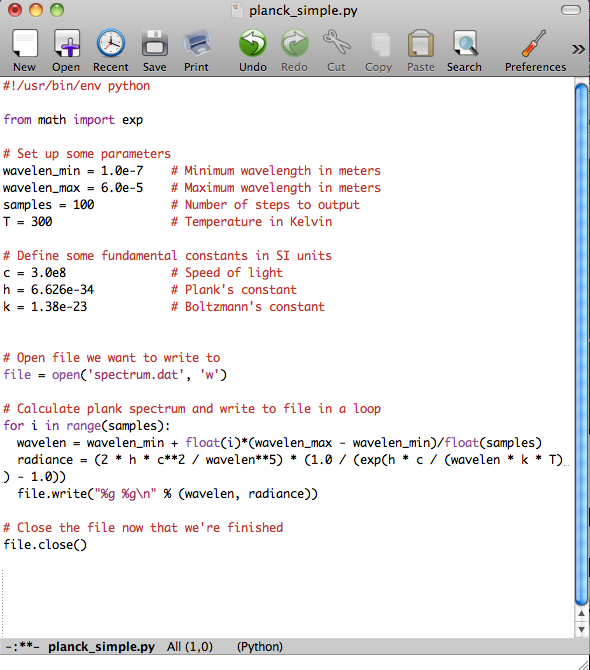 planck_simple.py
New Open Recent Save Print Undo Redo Cut Copy Paste Search Preferences »
#!/usr/bin/env python
from math import exp
# Set up some parameters
wavelen_min = 1.0e-7    # Minimum wavelength in meters
wavelen_max = 6.0e-5    # Maximum wavelength in meters
samples = 100           # Number of steps to output
T = 300                 # Temperature in Kelvin
# Define some fundamental constants in SI units
c = 3.0e8               # Speed of light
h = 6.626e-34           # Plank's constant
k = 1.38e-23            # Boltzmann's constant
# Open file we want to write to
file = open('spectrum.dat', 'w')
# Calculate plank spectrum and write to file in a loop
for i in range(samples):
  wavelen = wavelen_min + float(i)*(wavelen_max - wavelen_min)/float(samples)
  radiance = (2 * h * c**2 / wavelen**5) * (1.0 / (exp(h * c / (wavelen * k * T)
) - 1.0))
  file.write("%g %g\n" % (wavelen, radiance))
# Close the file now that we're finished
file.close()
-:**-  planck_simple.py   All (1,0)    (Python)